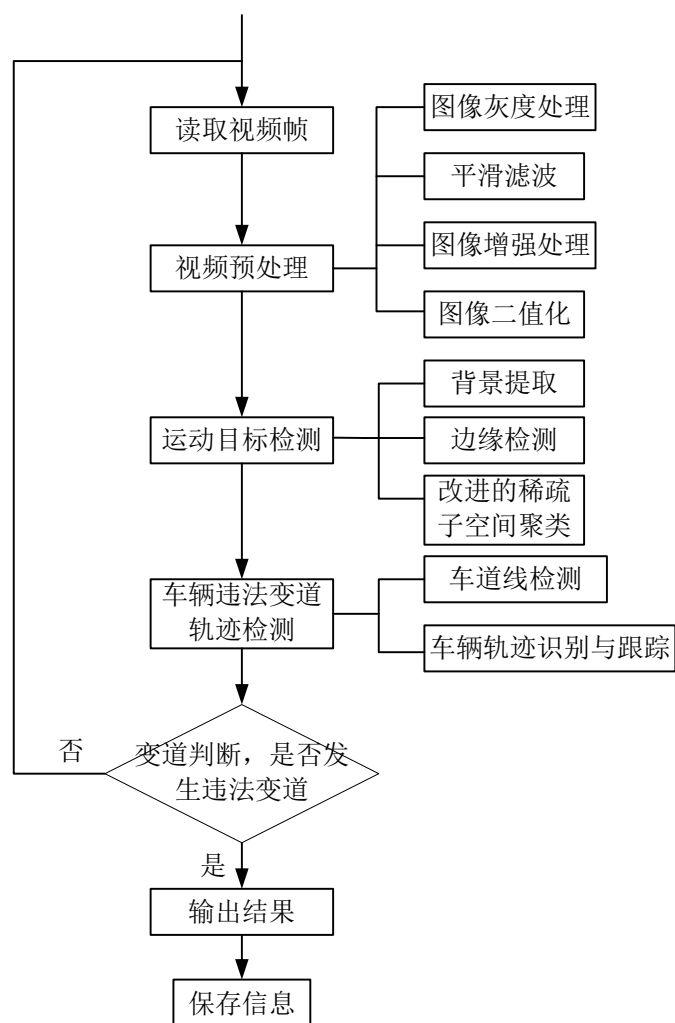 读取视频帧
图像灰度处理
平滑滤波
视频预处理
图像增强处理
图像二值化
背景提取
运动目标检测
边缘检测
改进的稀疏
子空间聚类
车辆违法变道
轨迹检测
车道线检测
车辆轨迹识别与跟踪
否
变道判断，是否发
生违法变道
是
输出结果
保存信息